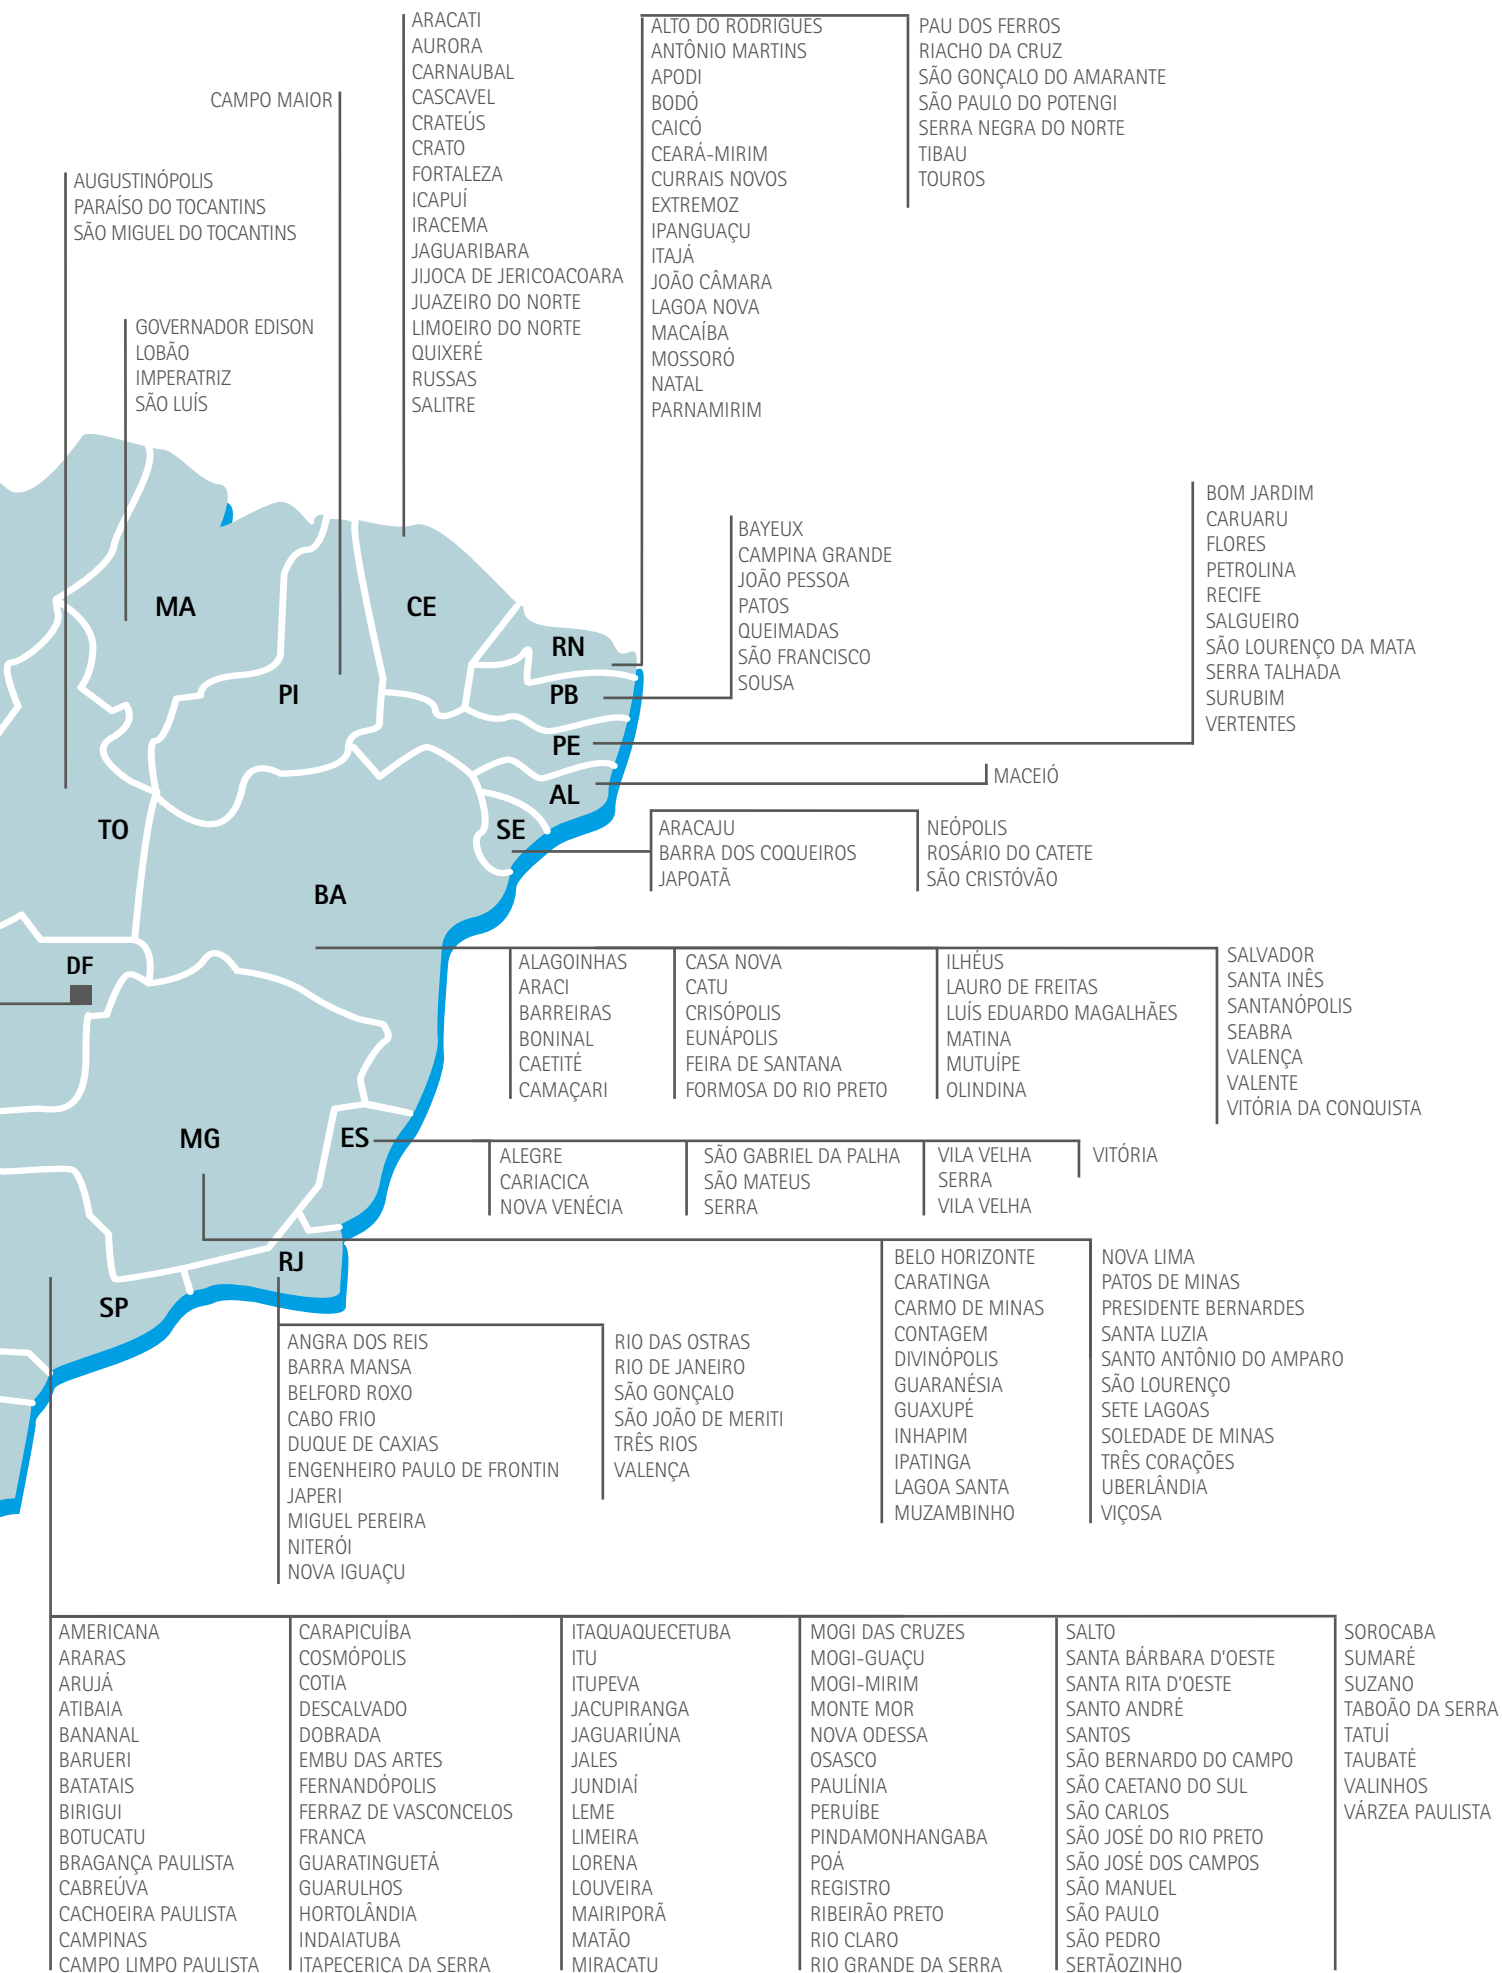 ARACATI
AURORA
CARNAUBAL
CASCAVEL
CRATEÚS
CRATO
FORTALEZA
ICAPUÍ
IRACEMA
JAGUARIBARA
JIJOCA DE JERICOACOARA
JUAZEIRO DO NORTE
LIMOEIRO DO NORTE
QUIXERÉ
RUSSAS
SALITRE
ALTO DO RODRIGUES
ANTÔNIO MARTINS
APODI
BODÓ
CAICÓ
CEARÁ-MIRIM
CURRAIS NOVOS
EXTREMOZ
IPANGUAÇU
ITAJÁ
JOÃO CÂMARA
LAGOA NOVA
MACAÍBA
MOSSORÓ
NATAL
PARNAMIRIM
PAU DOS FERROS
RIACHO DA CRUZ
SÃO GONÇALO DO AMARANTE
SÃO PAULO DO POTENGI
SERRA NEGRA DO NORTE
TIBAU
TOUROS
CAMPO MAIOR
AUGUSTINÓPOLIS
PARAÍSO DO TOCANTINS
SÃO MIGUEL DO TOCANTINS
GOVERNADOR EDISON
LOBÃO
IMPERATRIZ
SÃO LUÍS
BAYEUX
CAMPINA GRANDE
JOÃO PESSOA
PATOS
QUEIMADAS
SÃO FRANCISCO
SOUSA
BOM JARDIM
CARUARU
FLORES
PETROLINA
RECIFE
SALGUEIRO
SÃO LOURENÇO DA MATA
SERRA TALHADA
SURUBIM
VERTENTES
MA
CE
RN
PI
PB
PE
AL
MACEIÓ
TO
SE
ARACAJU
BARRA DOS COQUEIROS
JAPOATÃ
NEÓPOLIS
ROSÁRIO DO CATETE
SÃO CRISTÓVÃO
BA
DF
ALAGOINHAS
ARACI
BARREIRAS
BONINAL
CAETITÉ
CAMAÇARI
CASA NOVA
CATU
CRISÓPOLIS
EUNÁPOLIS
FEIRA DE SANTANA
FORMOSA DO RIO PRETO
ILHÉUS
LAURO DE FREITAS
LUÍS EDUARDO MAGALHÃES
MATINA
MUTUÍPE
OLINDINA
SALVADOR
SANTA INÊS
SANTANÓPOLIS
SEABRA
VALENÇA
VALENTE
VITÓRIA DA CONQUISTA
MG
ES
ALEGRE
CARIACICA
NOVA VENÉCIA
SÃO GABRIEL DA PALHA
SÃO MATEUS
SERRA
VILA VELHA
SERRA
VILA VELHA
VITÓRIA
RJ
SP
BELO HORIZONTE
CARATINGA
CARMO DE MINAS
CONTAGEM
DIVINÓPOLIS
GUARANÉSIA
GUAXUPÉ
INHAPIM
IPATINGA
LAGOA SANTA
MUZAMBINHO
NOVA LIMA
PATOS DE MINAS
PRESIDENTE BERNARDES
SANTA LUZIA
SANTO ANTÔNIO DO AMPARO
SÃO LOURENÇO
SETE LAGOAS
SOLEDADE DE MINAS
TRÊS CORAÇÕES
UBERLÂNDIA
VIÇOSA
ANGRA DOS REIS
BARRA MANSA
BELFORD ROXO
CABO FRIO
DUQUE DE CAXIAS
ENGENHEIRO PAULO DE FRONTIN
JAPERI
MIGUEL PEREIRA
NITERÓI
NOVA IGUAÇU
RIO DAS OSTRAS
RIO DE JANEIRO
SÃO GONÇALO
SÃO JOÃO DE MERITI
TRÊS RIOS
VALENÇA
AMERICANA
ARARAS
ARUJÁ
ATIBAIA
BANANAL
BARUERI
BATATAIS
BIRIGUI
BOTUCATU
BRAGANÇA PAULISTA
CABREÚVA
CACHOEIRA PAULISTA
CAMPINAS
CAMPO LIMPO PAULISTA
CARAPICUÍBA
COSMÓPOLIS
COTIA
DESCALVADO
DOBRADA
EMBU DAS ARTES
FERNANDÓPOLIS
FERRAZ DE VASCONCELOS
FRANCA
GUARATINGUETÁ
GUARULHOS
HORTOLÂNDIA
INDAIATUBA
ITAPECERICA DA SERRA
ITAQUAQUECETUBA
ITU
ITUPEVA
JACUPIRANGA
JAGUARIÚNA
JALES
JUNDIAÍ
LEME
LIMEIRA
LORENA
LOUVEIRA
MAIRIPORÃ
MATÃO
MIRACATU
MOGI DAS CRUZES
MOGI-GUAÇU
MOGI-MIRIM
MONTE MOR
NOVA ODESSA
OSASCO
PAULÍNIA
PERUÍBE
PINDAMONHANGABA
POÁ
REGISTRO
RIBEIRÃO PRETO
RIO CLARO
RIO GRANDE DA SERRA
SALTO
SANTA BÁRBARA D'OESTE
SANTA RITA D'OESTE
SANTO ANDRÉ
SANTOS
SÃO BERNARDO DO CAMPO
SÃO CAETANO DO SUL
SÃO CARLOS
SÃO JOSÉ DO RIO PRETO
SÃO JOSÉ DOS CAMPOS
SÃO MANUEL
SÃO PAULO
SÃO PEDRO
SERTÃOZINHO
SOROCABA
SUMARÉ
SUZANO
TABOÃO DA SERRA
TATUÍ
TAUBATÉ
VALINHOS
VÁRZEA PAULISTA